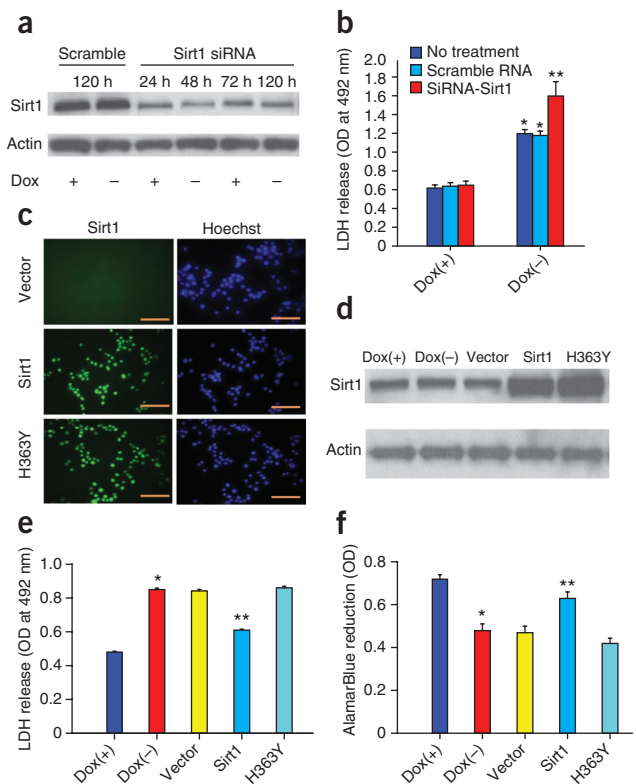 a
Scramble
Sirt1 siRNA
120 h
24 h 48 h 72 h 120 h
Sirt1
Actin
Dox
+ − + − + −
b
No treatment
Scramble RNA
SiRNA-Sirt1
LDH release (OD at 492 nm)
1.8
1.6
1.4
1.2
1.0
0.8
0.6
0.4
0.2
0
* *
**
Dox(+)
Dox(−)
c
Sirt1
Hoechst
Vector
Sirt1
H363Y
d
Dox(+) Dox(−) Vector Sirt1 H363Y
Sirt1
Actin
e
LDH release (OD at 492 nm)
1.0
0.8
0.6
0.4
0.2
0
*
**
Dox(+)
Dox(−)
Vector
Sirt1
H363Y
f
AlamarBlue reduction (OD)
0.8
0.6
0.4
0.2
0
*
**
Dox(+)
Dox(−)
Vector
Sirt1
H363Y